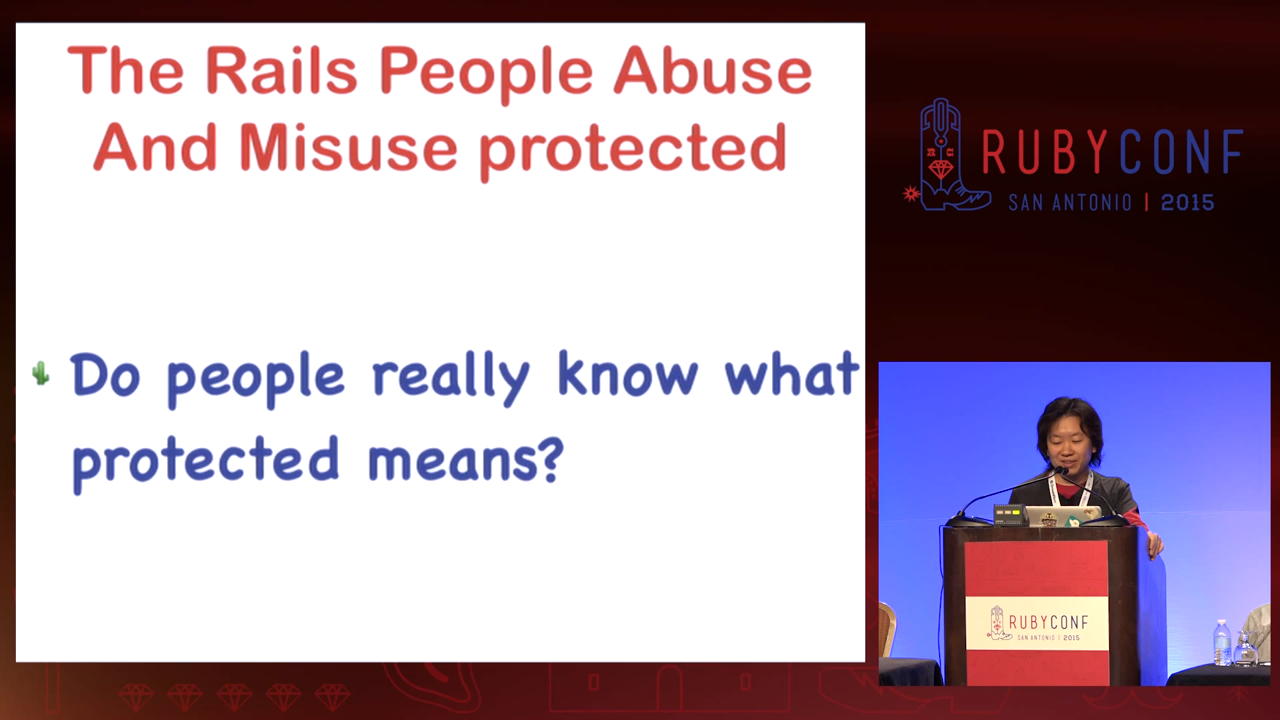 The Rails People Abuse
And Misuse protected
Do people really know what
protected means?
RUBYCONF
SAN ANTONIO | 2015
RUBYCONF
SAN ANTONIO | 2015